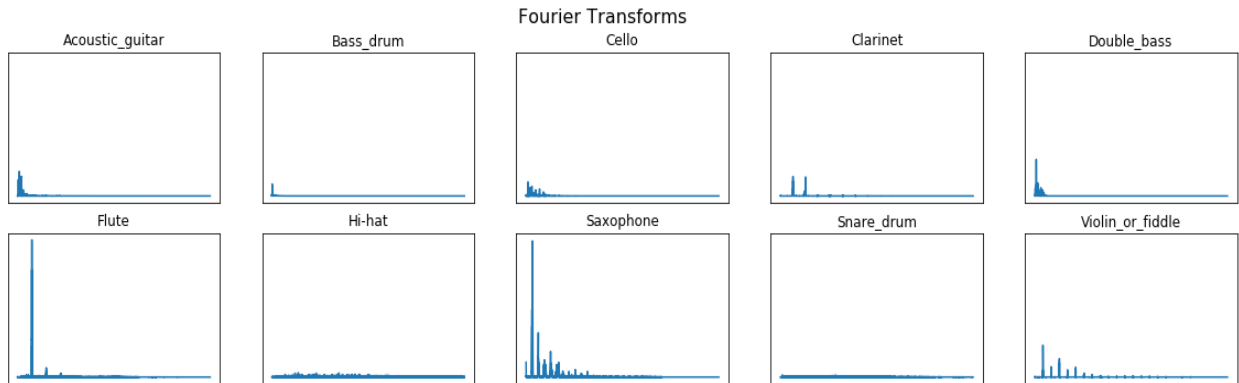 Fourier Transforms
Acoustic_guitar
Bass_drum
Cello
Clarinet
Double_bass
Flute
Hi-hat
Saxophone
Snare_drum
Violin_or_fiddle